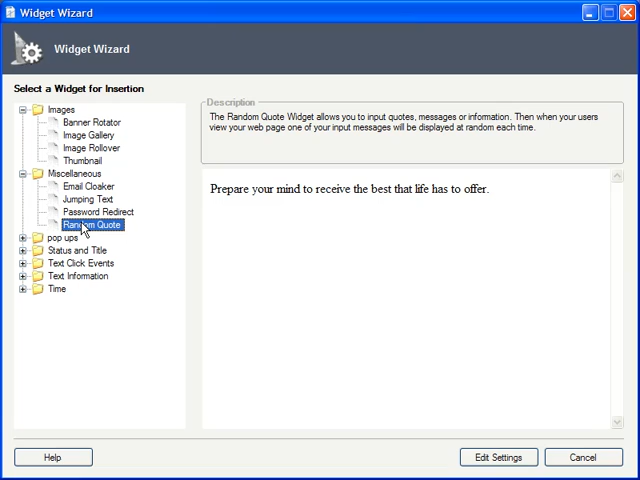 Widget Wizard
Widget Wizard
Select a Widget for Insertion
Images
Banner Rotator
Image Gallery
Image Rollover
Thumbnail
Miscellaneous
Email Cloaker
Jumping Text
Password Redirect
Random Quote
pop ups
Status and Title
Text Click Events
Text Information
Time
Description
The Random Quote Widget allows you to input quotes, messages or information. Then when your users
view your web page one of your input messages will be displayed at random each time.
Prepare your mind to receive the best that life has to offer.
Help
Edit Settings
Cancel